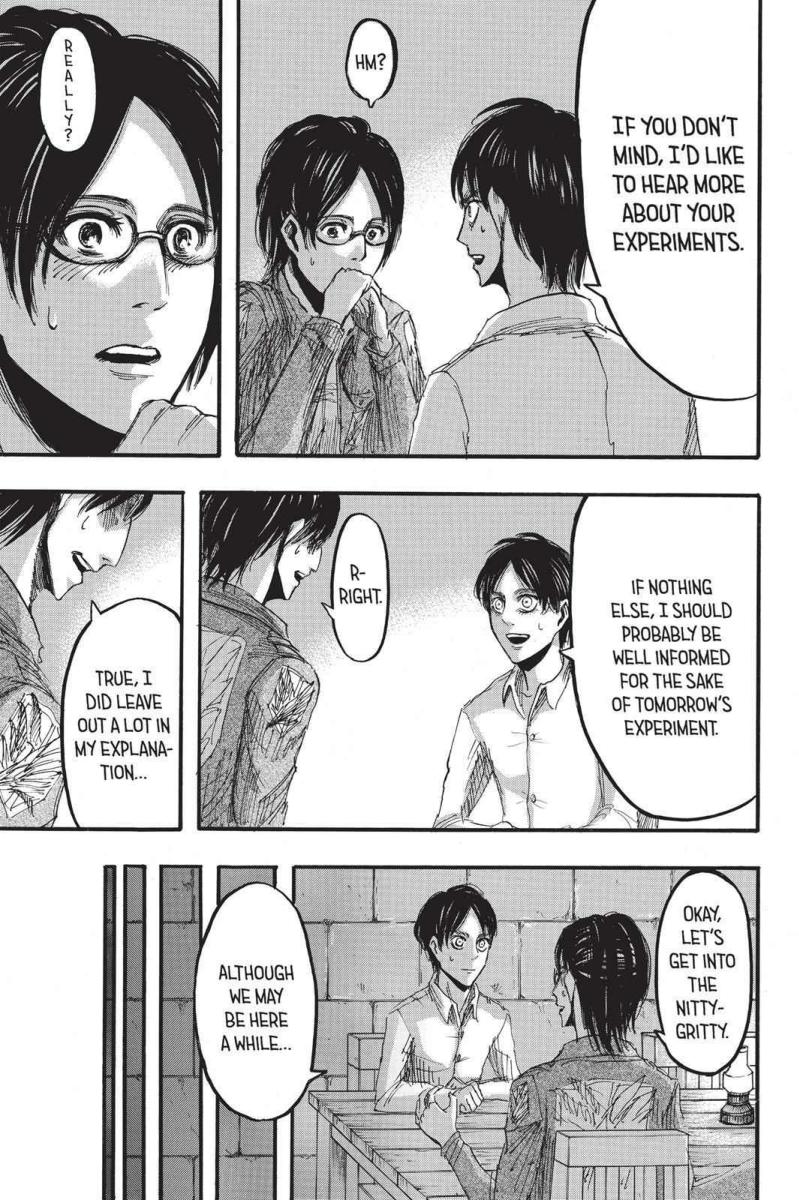 IF YOU DON'T
MIND, I'D LIKE
TO HEAR MORE
ABOUT YOUR
EXPERIMENTS.
HM?
REALLY?
IF NOTHING
ELSE, I SHOULD
PROBABLY BE
WELL INFORMED
FOR THE SAKE
OF TOMORROW'S
EXPERIMENT.
R-
RIGHT.
TRUE, I
DID LEAVE
OUT A LOT IN
MY EXPLANA-
TION...
OKAY,
LET'S
GET INTO
THE
NITTY-
GRITTY.
ALTHOUGH
WE MAY
BE HERE
A WHILE...